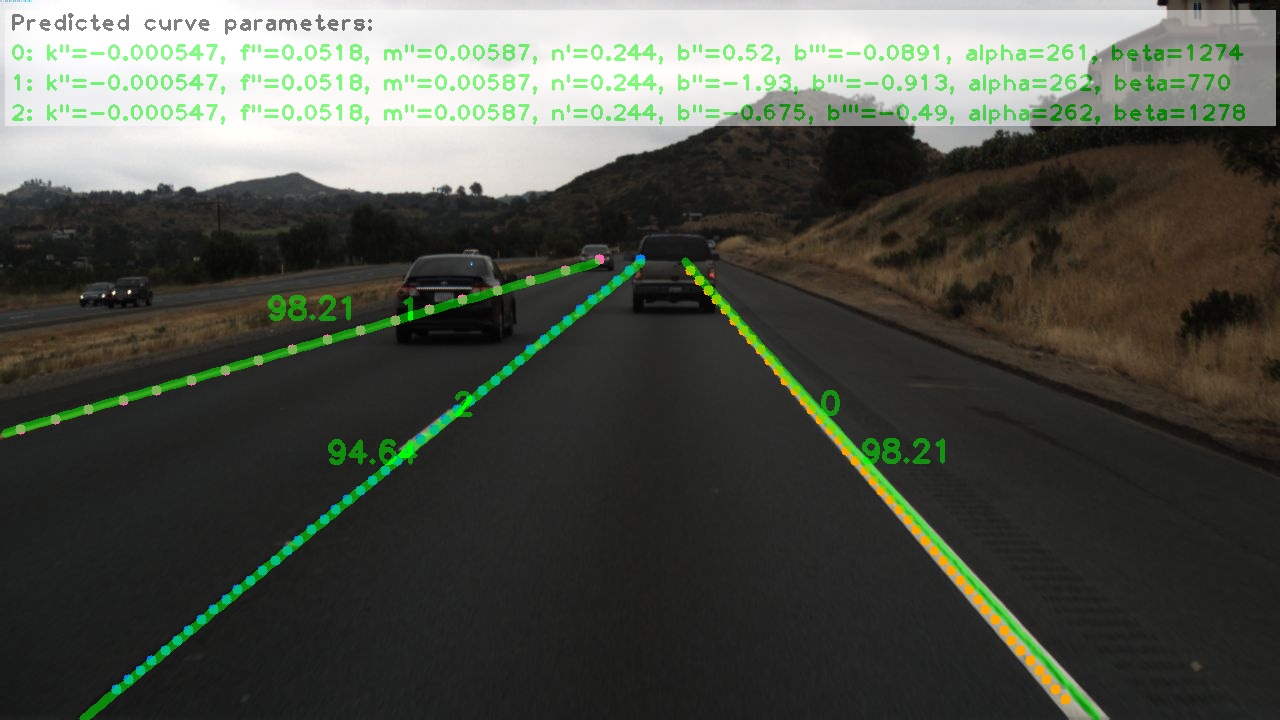 Predicted curve parameters:
0: k''=-0.000547, f''=0.0518, m''=0.00587, n'=0.244, b''=0.52, b'''=-0.0891, alpha=261, beta=1274
1: k''=-0.000547, f''=0.0518, m''=0.00587, n'=0.244, b''=-1.93, b'''=-0.913, alpha=262, beta=770
2: k''=-0.000547, f''=0.0518, m''=0.00587, n'=0.244, b''=-0.675, b'''=-0.49, alpha=262, beta=1278
98.21 1
2 0
94.64 98.21